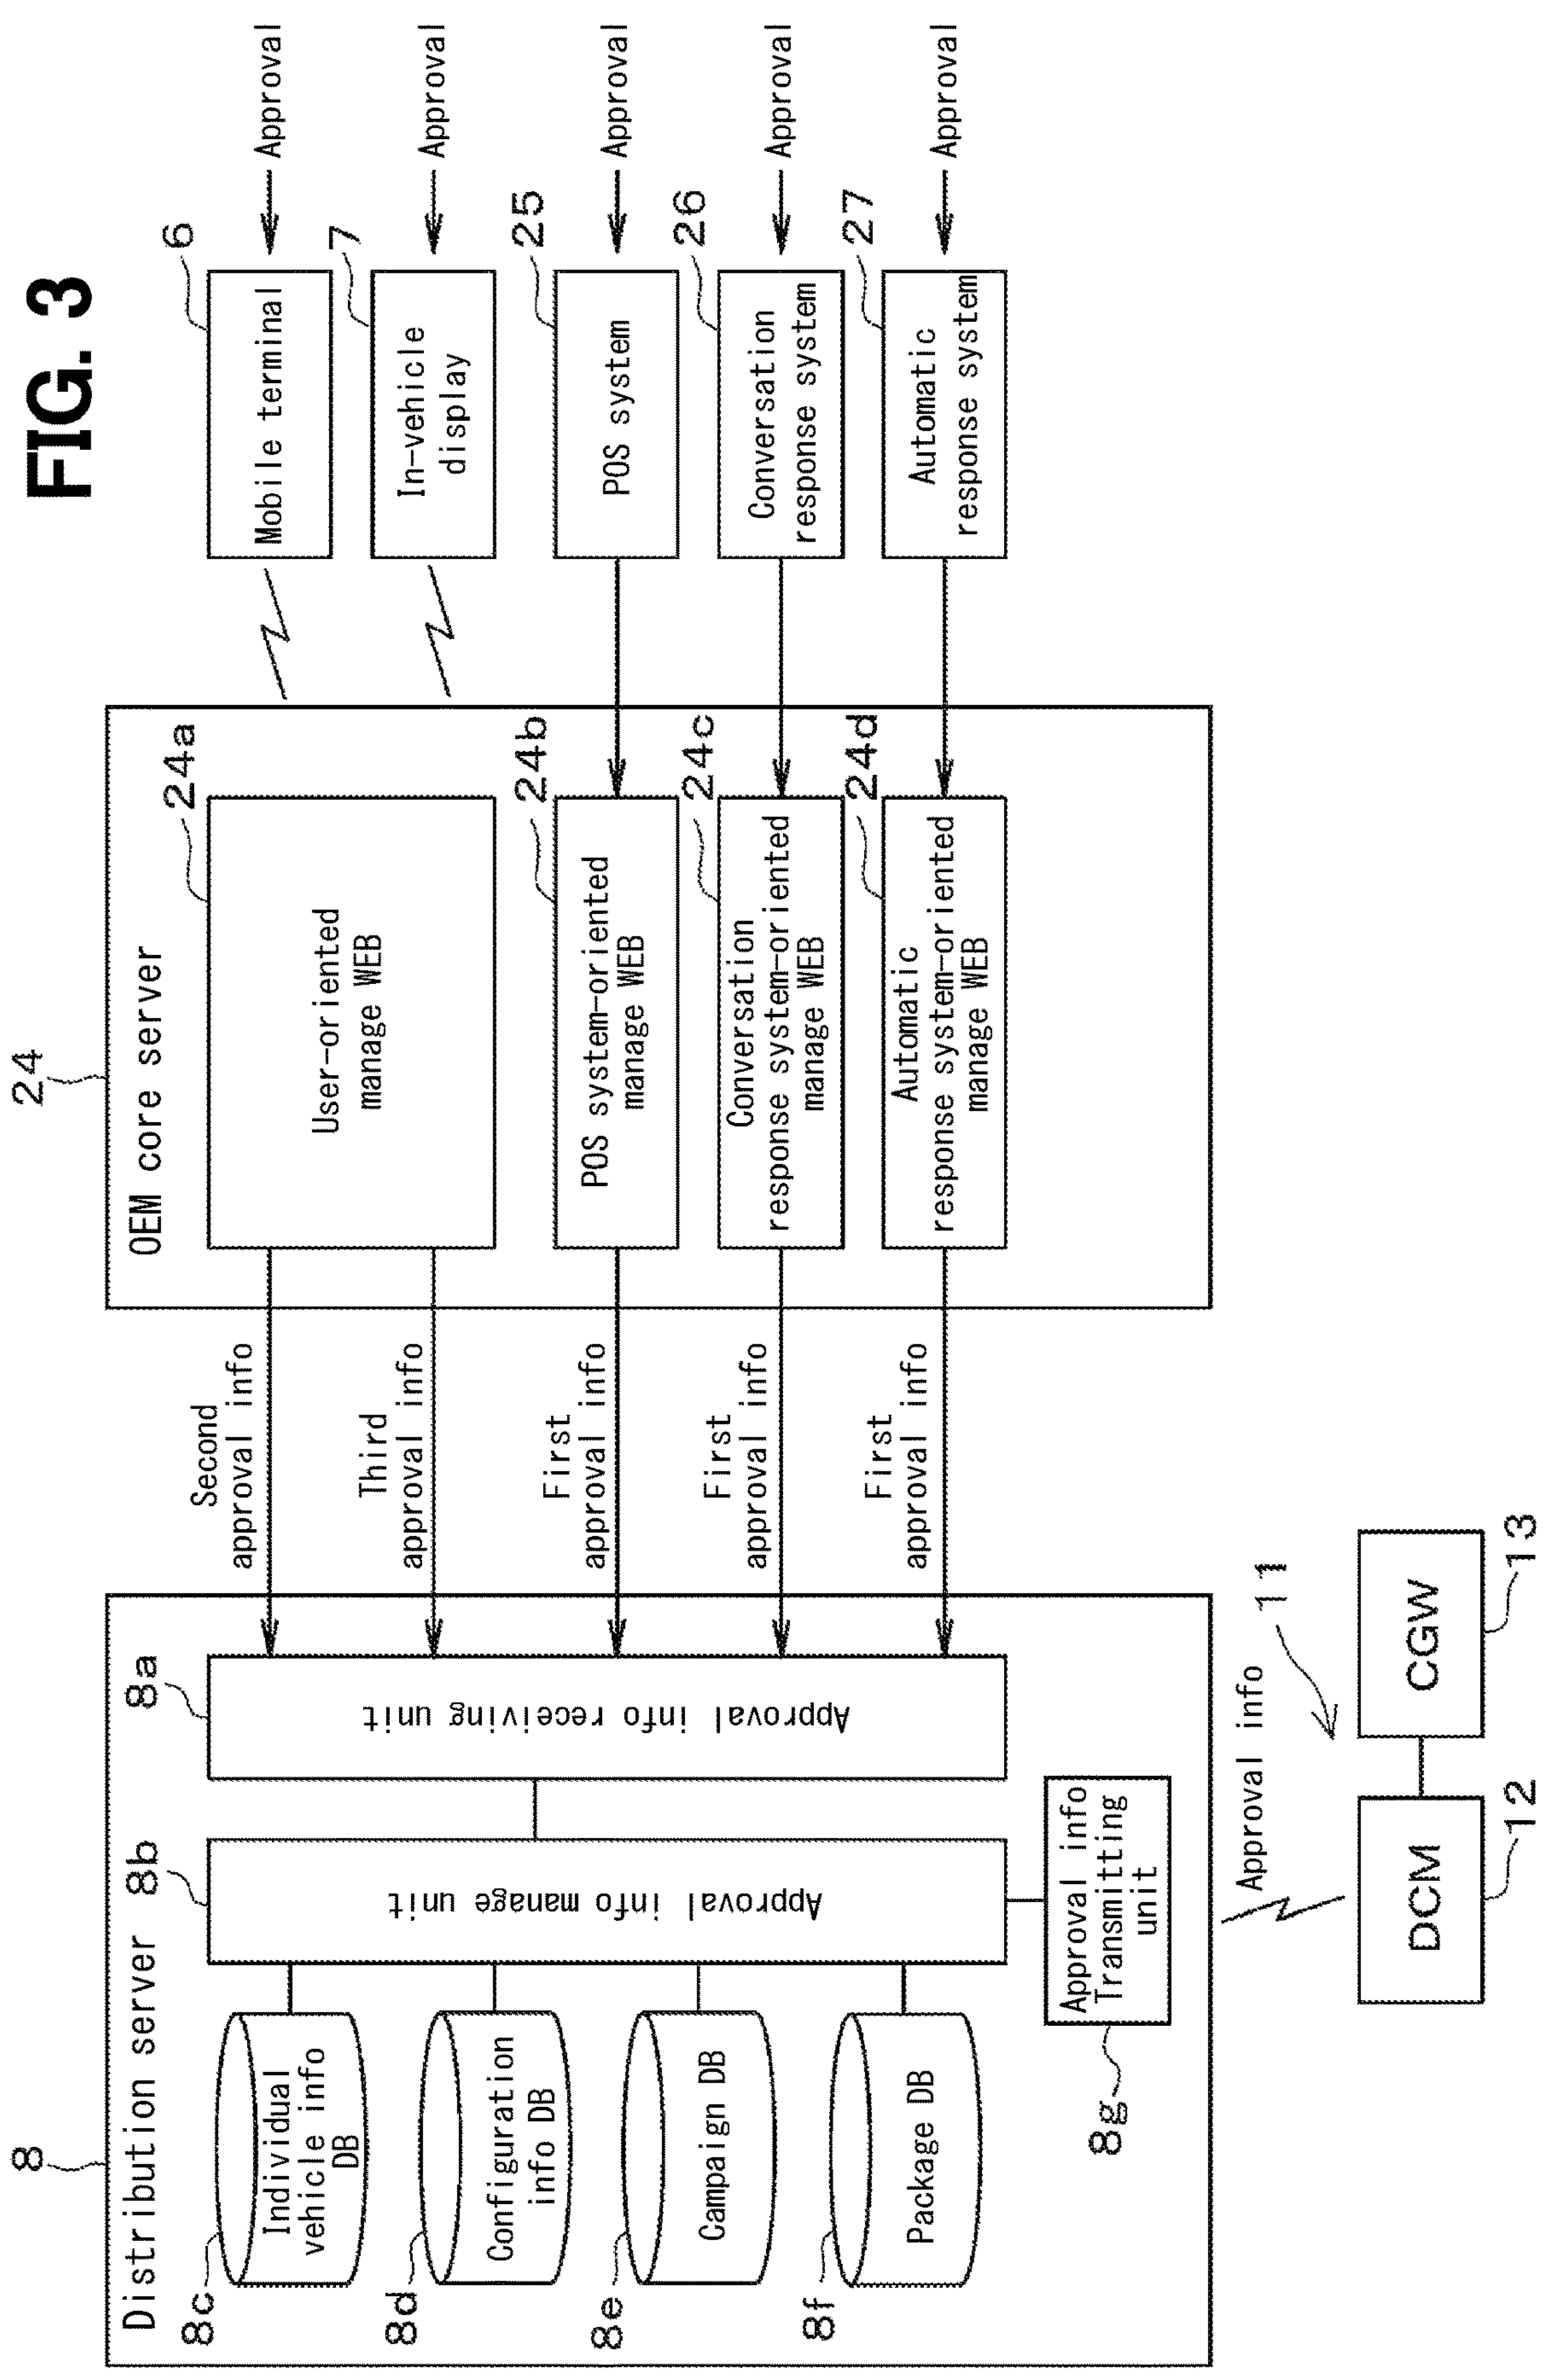 FIG. 3
8
Distribution server
8c
Individual
vehicle info
DB
8d
Configuration
info DB
8e
Campaign DB
8f
Package DB
8b
Approval info manage unit
8a
Approval info receiving unit
8g
Approval info
Transmitting
unit
Second
approval info
Third
approval info
First
approval info
First
approval info
First
approval info
24
OEM core server
24a
User-oriented
manage WEB
24b
POS system-oriented
manage WEB
24c
Conversation
response system-oriented
manage WEB
24d
Automatic
response system-oriented
manage WEB
6
Mobile terminal
Approval
7
In-vehicle
display
Approval
25
POS system
Approval
26
Conversation
response system
Approval
27
Automatic
response system
Approval
Approval info
11
DCM
12
CGW
13